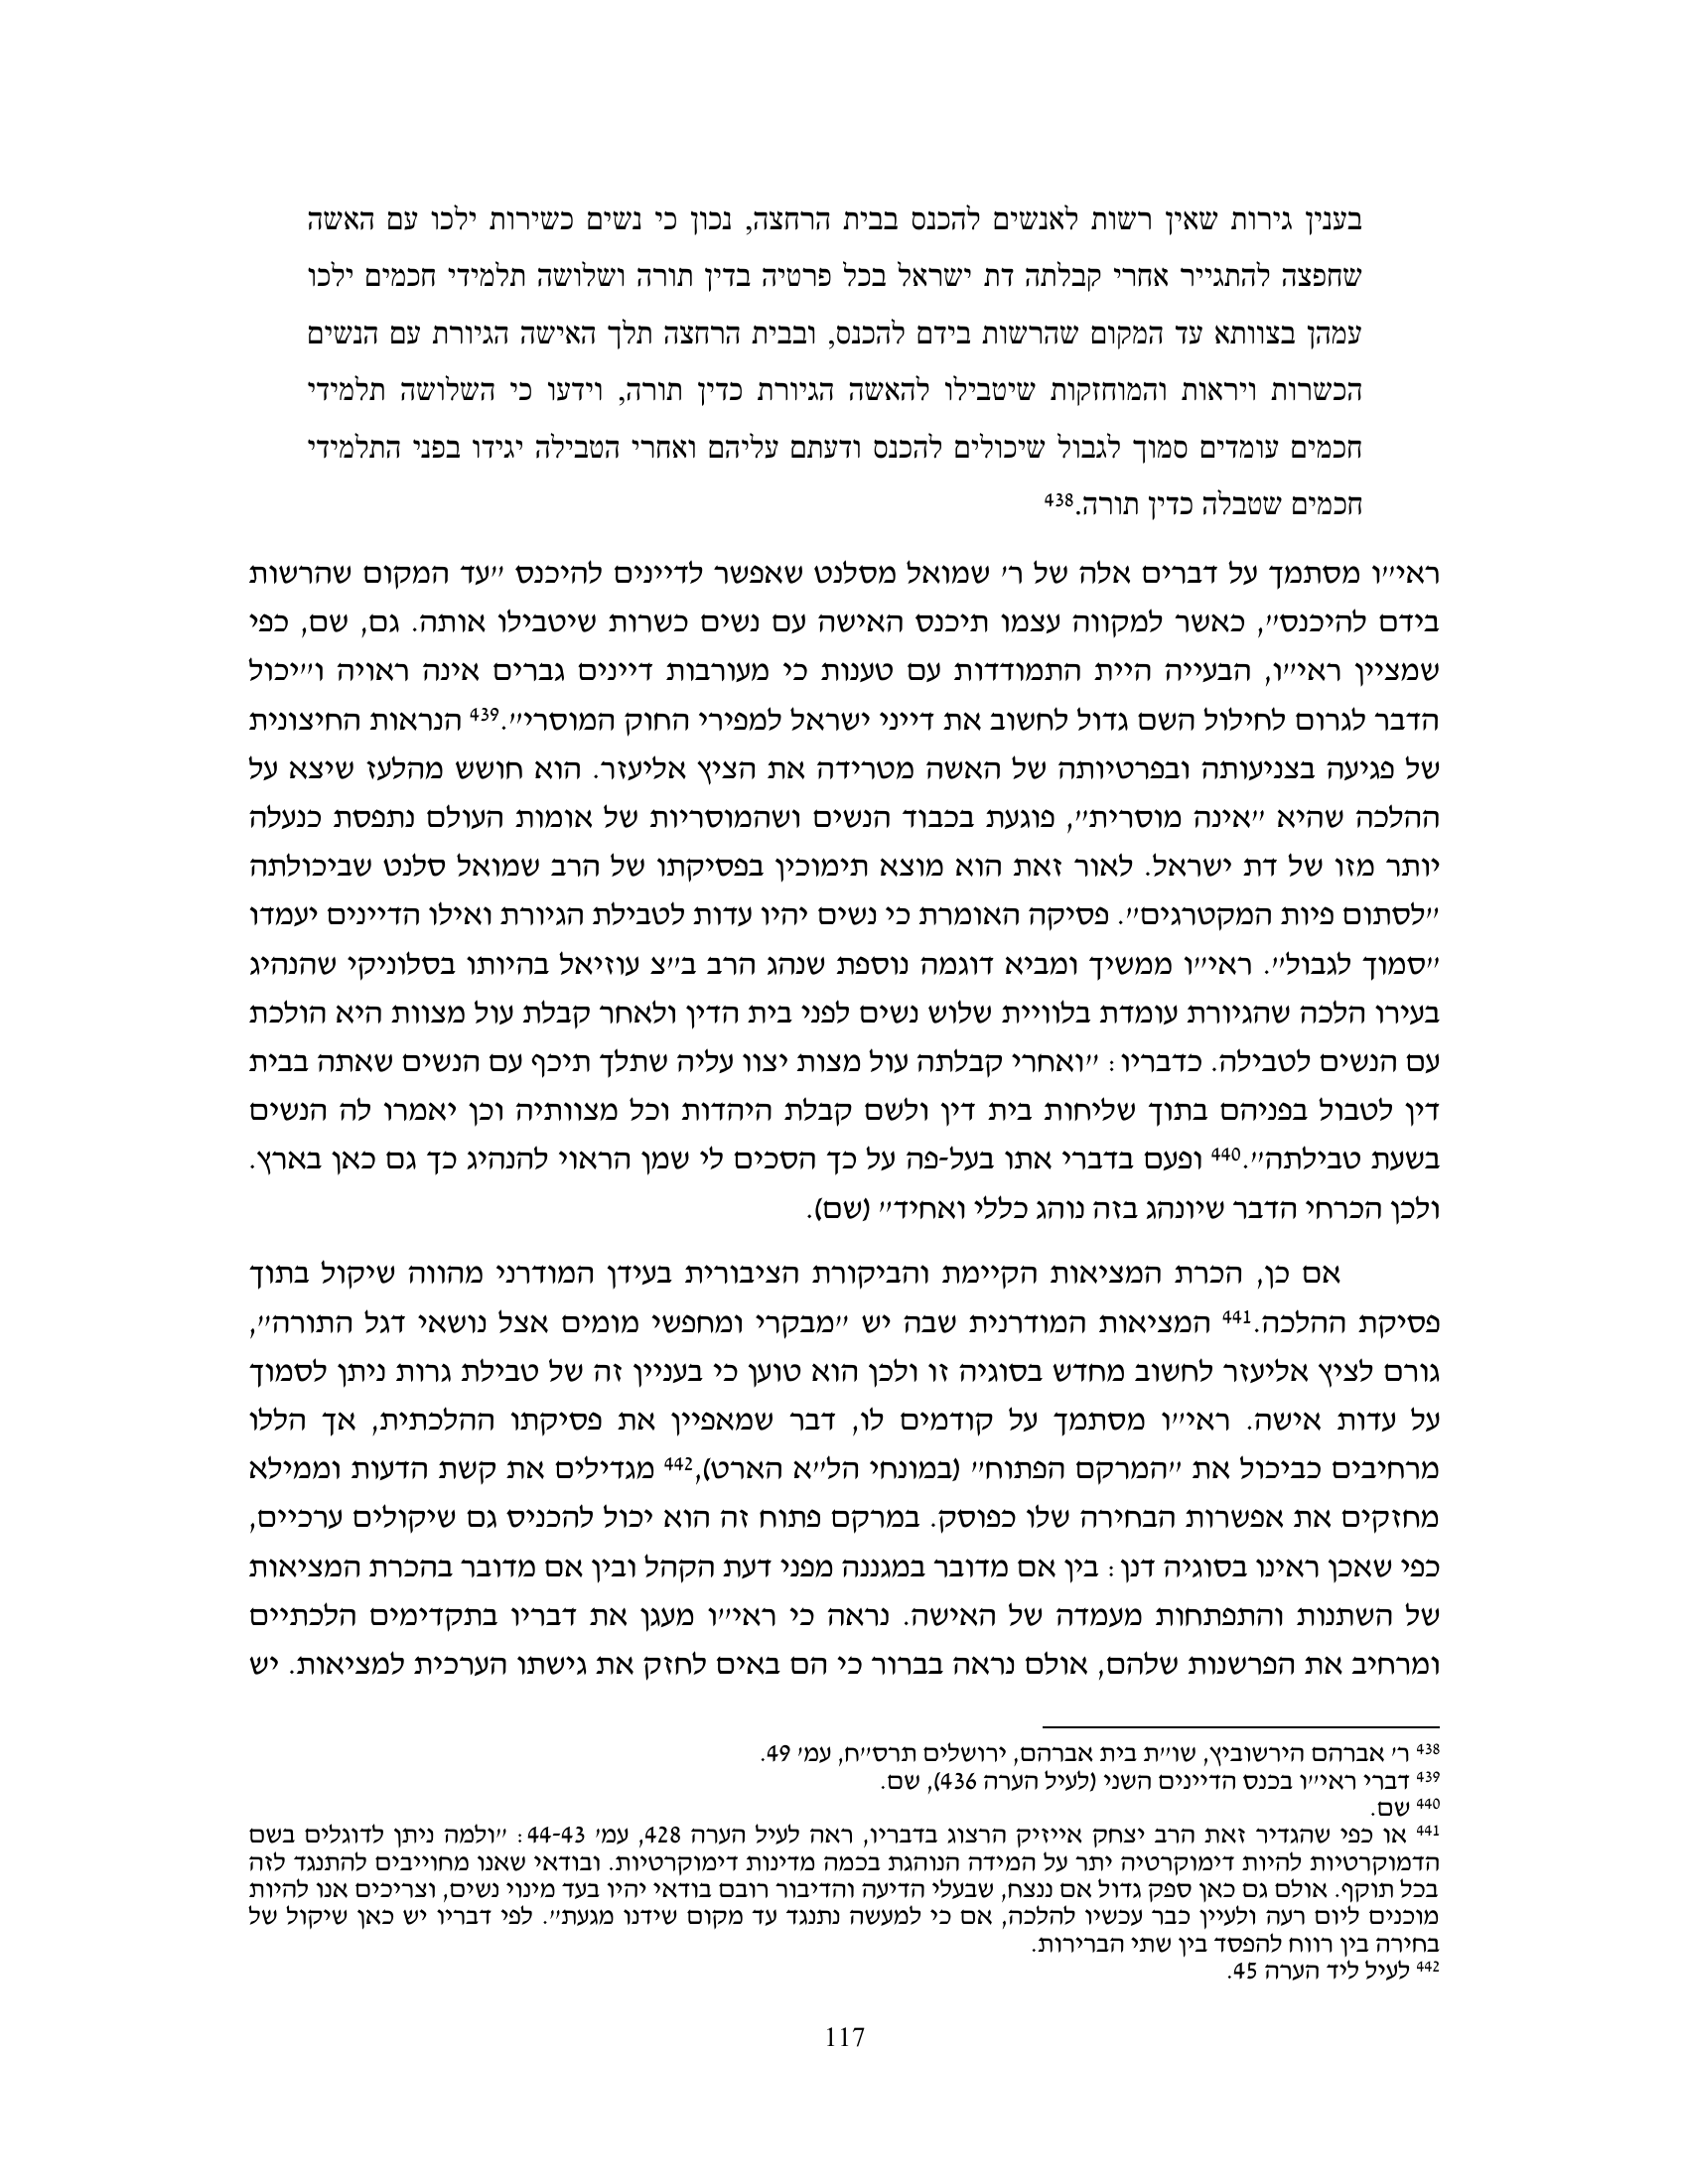 בענין גירות שאין רשות לאנשים להכנס בבית הרחצה, נכון כי נשים כשירות ילכו עם האשה
שחפצה להתגייר אחרי קבלתה דת ישראל בכל פרטיה בדין תורה ושלושה תלמידי חכמים ילכו
עמהן בצוותא עד המקום שהרשות בידם להכנס, ובבית הרחצה תלך האישה הגיורת עם הנשים
הכשרות ויראות והמוחזקות שיטבילו להאשה הגיורת כדין תורה, וידעו כי השלושה תלמידי
חכמים עומדים סמוך לגבול שיכולים להכנס ודעתם עליהם ואחרי הטבילה יגידו בפני התלמידי
חכמים שטבלה כדין תורה.438
ראי״ו מסתמך על דברים אלה של ר׳ שמואל מסלנט שאפשר לדיינים להיכנס ״עד המקום שהרשות
בידם להיכנס״, כאשר למקווה עצמו תיכנס האישה עם נשים כשרות שיטבילו אותה. גם, שם, כפי
שמציין ראי״ו, הבעייה היית התמודדות עם טענות כי מעורבות דיינים גברים אינה ראויה ו״יכול
הדבר לגרום לחילול השם גדול לחשוב את דייני ישראל למפירי החוק המוסרי״.439 הנראות החיצונית
של פגיעה בצניעותה ובפרטיותה של האשה מטרידה את הציץ אליעזר. הוא חושש מהלעז שיצא על
ההלכה שהיא ״אינה מוסרית״, פוגעת בכבוד הנשים ושהמוסריות של אומות העולם נתפסת כנעלה
יותר מזו של דת ישראל. לאור זאת הוא מוצא תימוכין בפסיקתו של הרב שמואל סלנט שביכולתה
״לסתום פיות המקטרגים״. פסיקה האומרת כי נשים יהיו עדות לטבילת הגיורת ואילו הדיינים יעמדו
״סמוך לגבול״. ראי״ו ממשיך ומביא דוגמה נוספת שנהג הרב ב״צ עוזיאל בהיותו בסלוניקי שהנהיג
בעירו הלכה שהגיורת עומדת בלוויית שלוש נשים לפני בית הדין ולאחר קבלת עול מצוות היא הולכת
עם הנשים לטבילה. כדבריו: ״ואחרי קבלתה עול מצות יצוו עליה שתלך תיכף עם הנשים שאתה בבית
דין לטבול בפניהם בתוך שליחות בית דין ולשם קבלת היהדות וכל מצוותיה וכן יאמרו לה הנשים
בשעת טבילתה״.440 ופעם בדברי אתו בעל-פה על כך הסכים לי שמן הראוי להנהיג כך גם כאן בארץ.
ולכן הכרחי הדבר שיונהג בזה נוהג כללי ואחיד״ (שם).
אם כן, הכרת המציאות הקיימת והביקורת הציבורית בעידן המודרני מהווה שיקול בתוך
פסיקת ההלכה.441 המציאות המודרנית שבה יש ״מבקרי ומחפשי מומים אצל נושאי דגל התורה״,
גורם לציץ אליעזר לחשוב מחדש בסוגיה זו ולכן הוא טוען כי בעניין זה של טבילת גרות ניתן לסמוך
על עדות אישה. ראי״ו מסתמך על קודמים לו, דבר שמאפיין את פסיקתו ההלכתית, אך הללו
מרחיבים כביכול את ״המרקם הפתוח״ (במונחי הל״א הארט),442 מגדילים את קשת הדעות וממילא
מחזקים את אפשרות הבחירה שלו כפוסק. במרקם פתוח זה הוא יכול להכניס גם שיקולים ערכיים,
כפי שאכן ראינו בסוגיה דנן: בין אם מדובר במגננה מפני דעת הקהל ובין אם מדובר בהכרת המציאות
של השתנות והתפתחות מעמדה של האישה. נראה כי ראי״ו מעגן את דבריו בתקדימים הלכתיים
ומרחיב את הפרשנות שלהם, אולם נראה בברור כי הם באים לחזק את גישתו הערכית למציאות. יש
438 ר׳ אברהם הירשוביץ, שו״ת בית אברהם, ירושלים תרס״ח, עמ׳ 49.
439 דברי ראי״ו בכנס הדיינים השני (לעיל הערה 436), שם.
440 שם.
441 או כפי שהגדיר זאת הרב יצחק אייזיק הרצוג בדבריו, ראה לעיל הערה 428, עמ׳ 44-43: ״ולמה ניתן לדוגלים בשם
הדמוקרטיות להיות דימוקרטיה יתר על המידה הנוהגת בכמה מדינות דימוקרטיות. ובודאי שאנו מחוייבים להתנגד לזה
בכל תוקף. אולם גם כאן ספק גדול אם ננצח, שבעלי הדיעה והדיבור רובם בודאי יהיו בעד מינוי נשים, וצריכים אנו להיות
מוכנים ליום רעה ולעיין כבר עכשיו להלכה, אם כי למעשה נתנגד עד מקום שידנו מגעת״. לפי דבריו יש כאן שיקול של
בחירה בין רווח להפסד בין שתי הברירות.
442 לעיל ליד הערה 45.
117